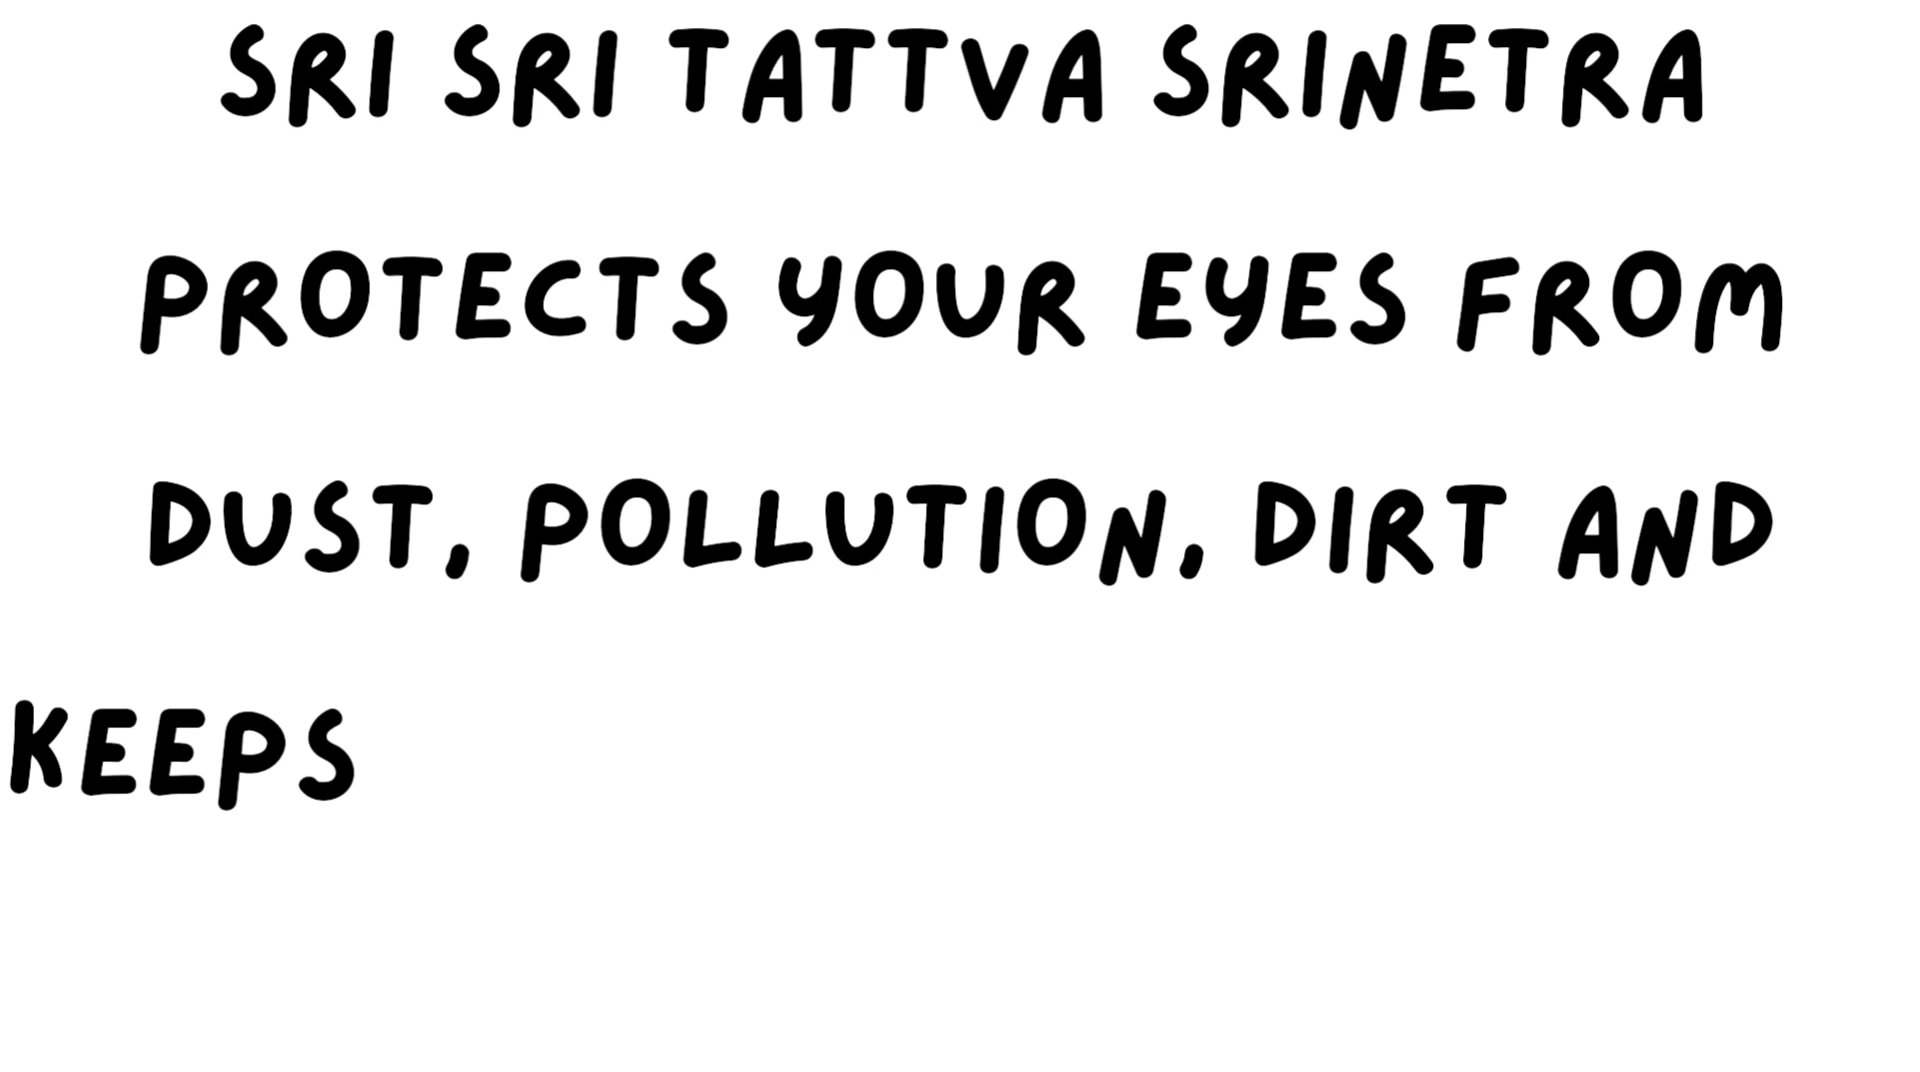 SRI SRI TATTVA SRINETRA
PROTECTS YOUR EYES FROM
DUST, POLLUTION, DIRT AND
KEEPS